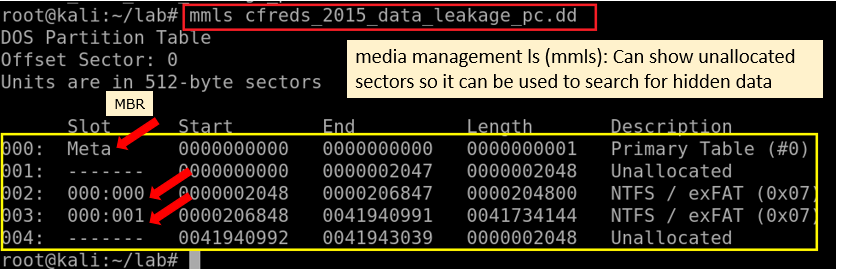 root@kali:~/lab# mmls cfreds_2015_data_leakage_pc.dd
DOS Partition Table
Offset Sector: 0
Units are in 512-byte sectors
media management ls (mmls): Can show unallocated
sectors so it can be used to search for hidden data
MBR
Slot Start End Length Description
000: Meta 0000000000 0000000000 0000000001 Primary Table (#0)
001: ------- 0000000000 0000002047 0000002048 Unallocated
002: 000:000 0000002048 0000206847 0000204800 NTFS / exFAT (0x07)
003: 000:001 0000206848 0041940991 0041734144 NTFS / exFAT (0x07)
004: ------- 0041940992 0041943039 0000002048 Unallocated
root@kali:~/lab#